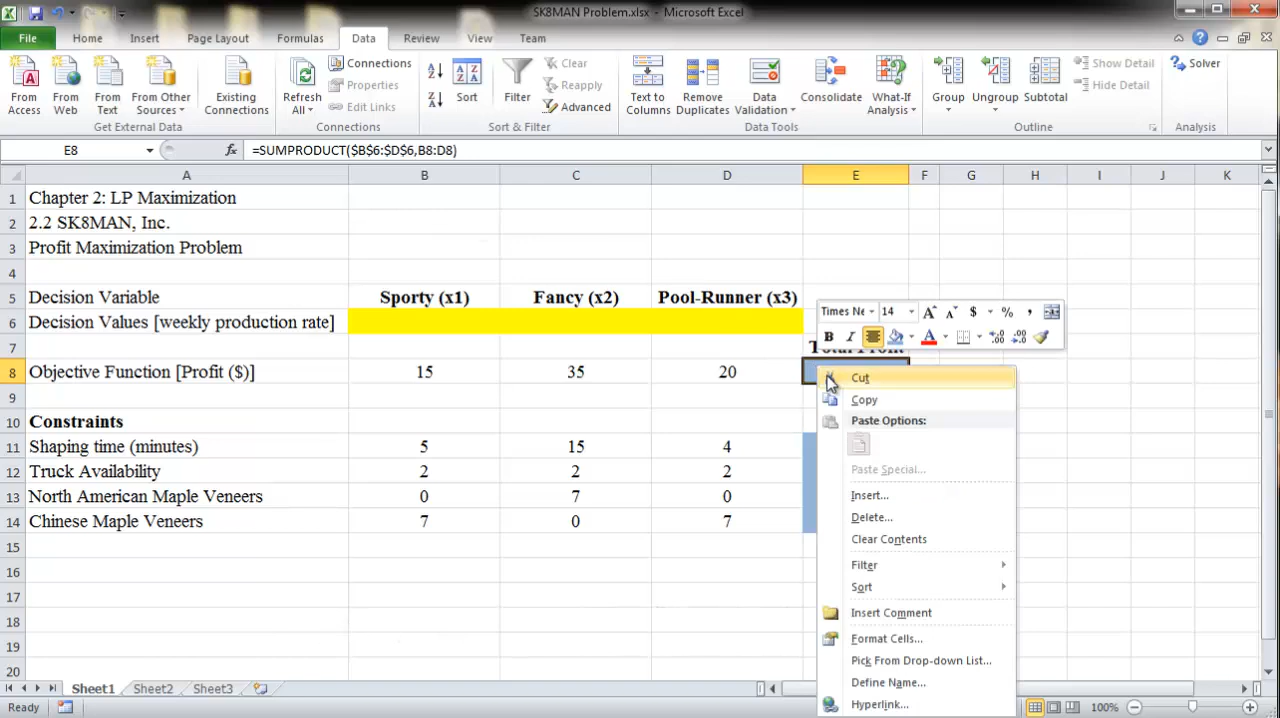 SK8MAN Problem.xlsx - Microsoft Excel
File Home Insert Page Layout Formulas Data Review View Team
From Access
From Web
From Text
From Other Sources
Existing Connections
Get External Data
Refresh All
Connections
Properties
Edit Links
Connections
Sort
Filter
Clear
Reapply
Advanced
Sort & Filter
Text to Columns
Remove Duplicates
Data Validation
Consolidate
What-If Analysis
Data Tools
Group
Ungroup
Subtotal
Show Detail
Hide Detail
Outline
Solver
Analysis
E8 fx =SUMPRODUCT($B$6:$D$6,B8:D8)
A B C D E F G H I J K
1 Chapter 2: LP Maximization
2 2.2 SK8MAN, Inc.
3 Profit Maximization Problem
4
5 Decision Variable Sporty (x1) Fancy (x2) Pool-Runner (x3)
6 Decision Values [weekly production rate]
7 Total Profit
8 Objective Function [Profit ($)] 15 35 20
9
10 Constraints
11 Shaping time (minutes) 5 15 4
12 Truck Availability 2 2 2
13 North American Maple Veneers 0 7 0
14 Chinese Maple Veneers 7 0 7
15
16
17
18
19
20
Times Ne 14 A A $ % ,
B I A
Cut
Copy
Paste Options:
Paste Special...
Insert...
Delete...
Clear Contents
Filter
Sort
Insert Comment
Format Cells...
Pick From Drop-down List...
Define Name...
Hyperlink...
Sheet1 Sheet2 Sheet3
Ready 100%